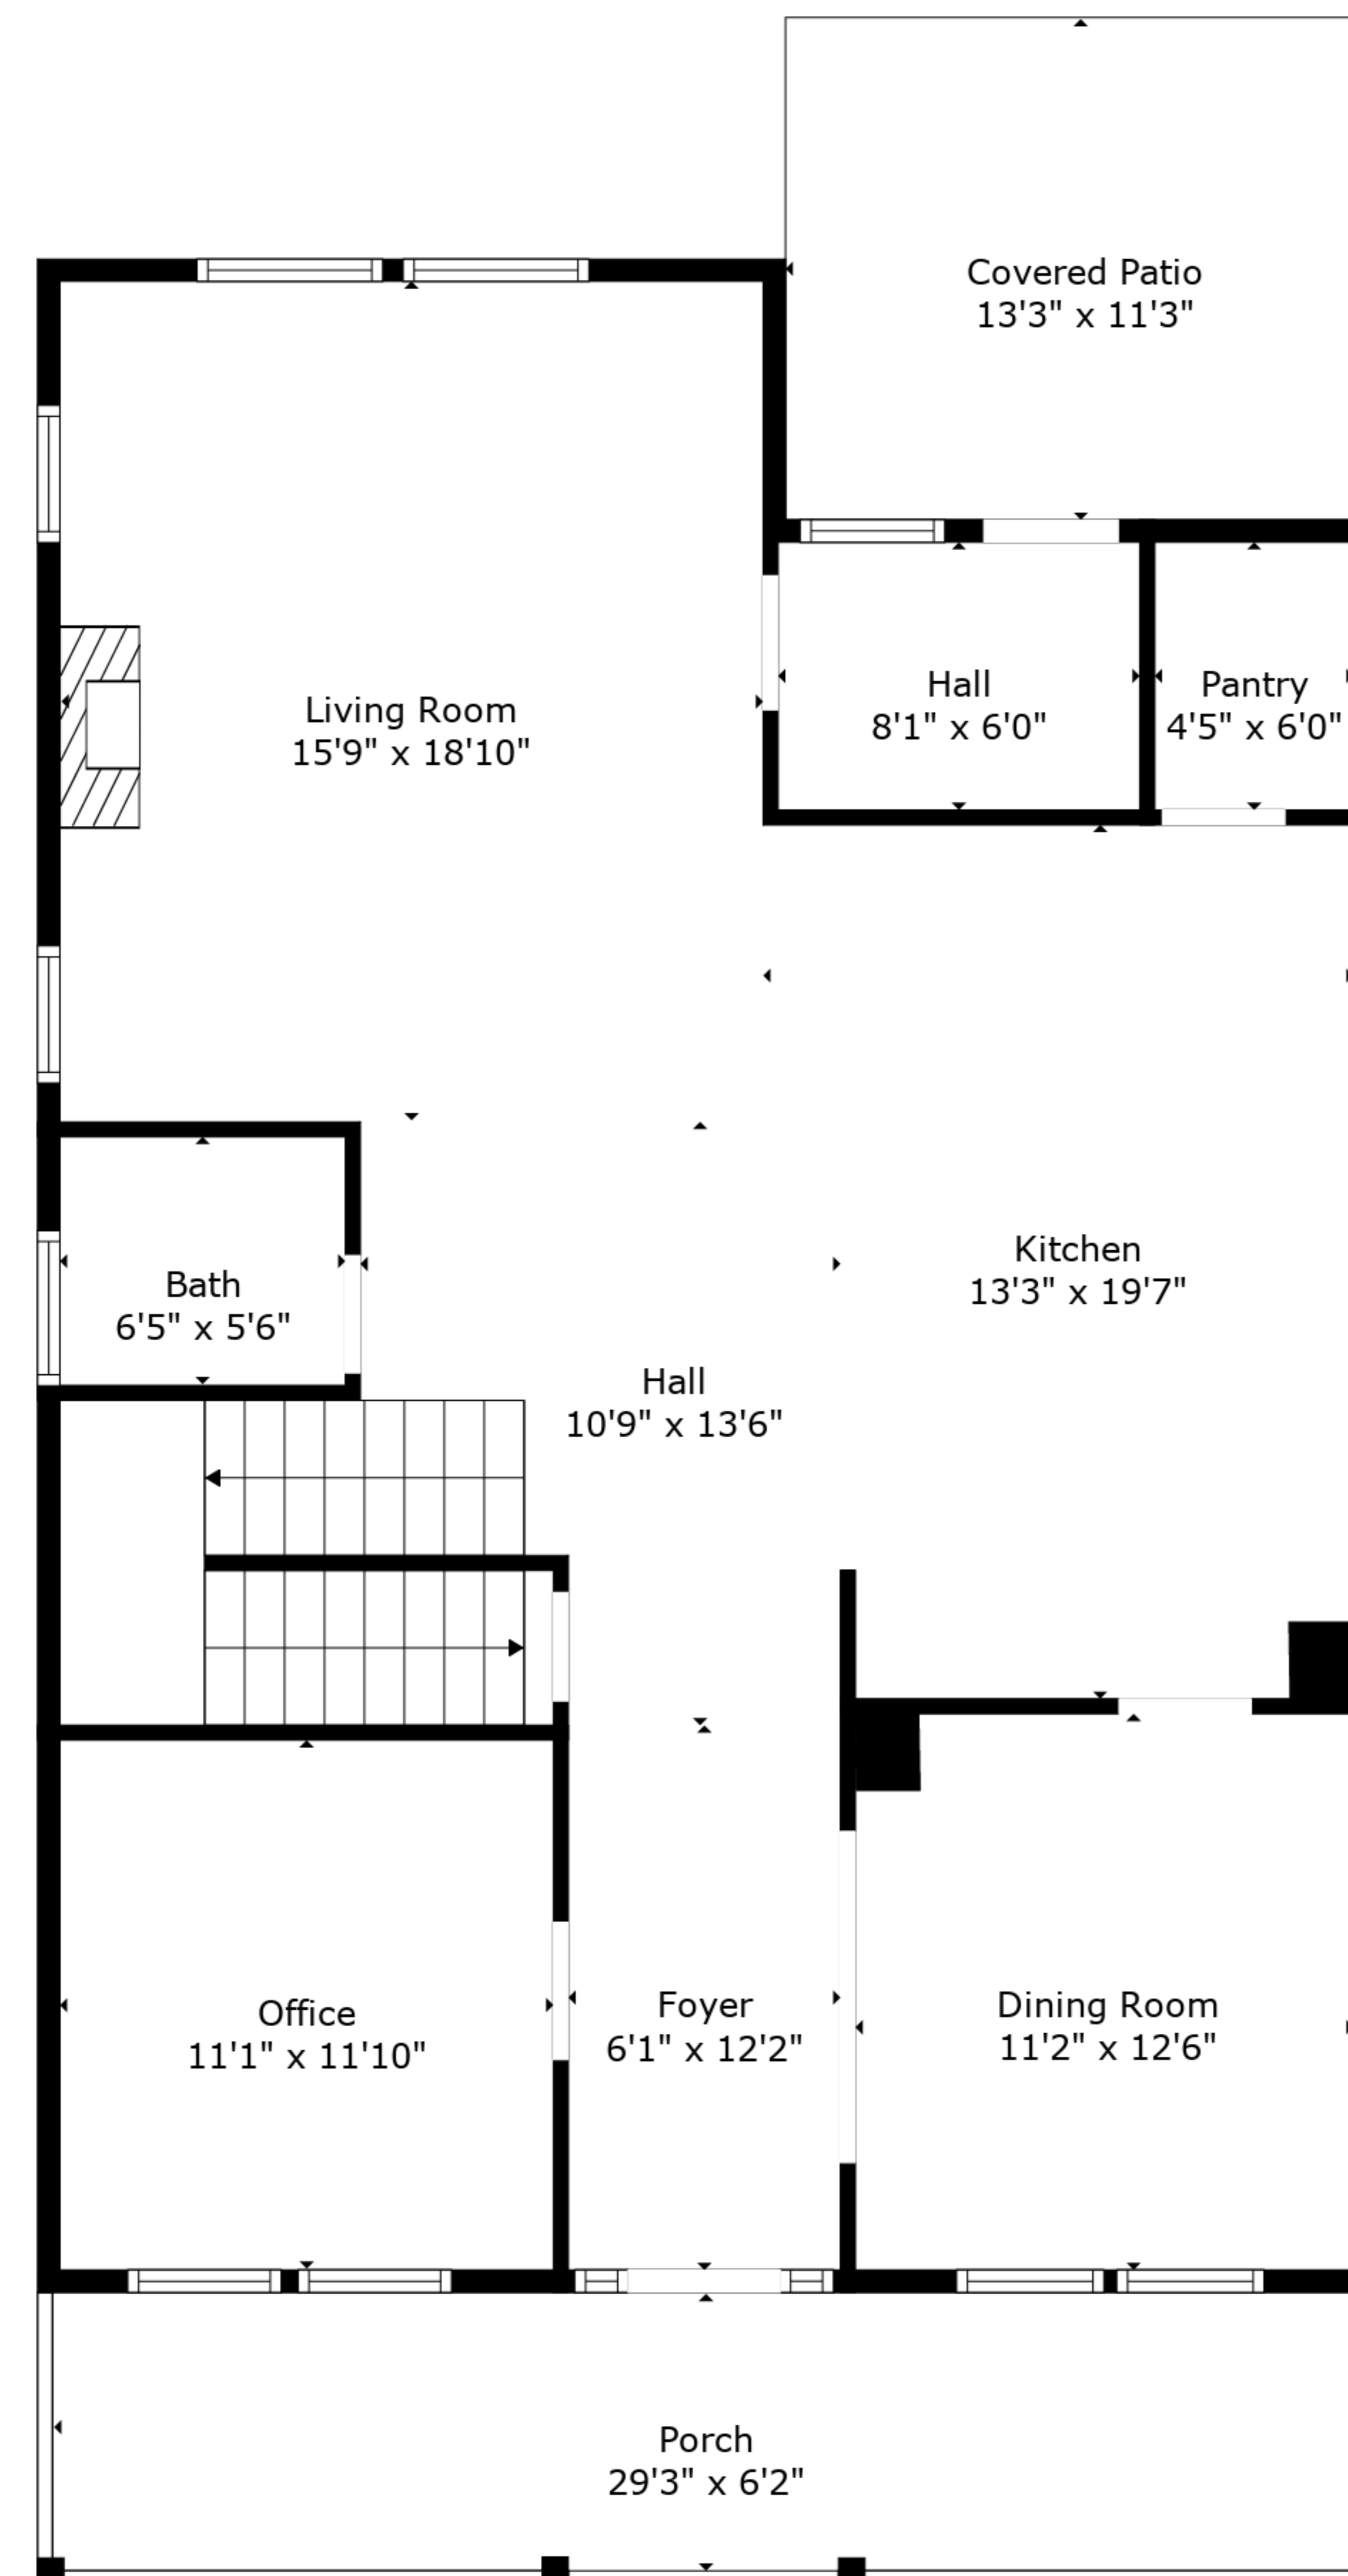 Covered Patio
13'3" x 11'3"
Living Room
15'9" x 18'10"
Hall
8'1" x 6'0"
Pantry
4'5" x 6'0"
Bath
6'5" x 5'6"
Kitchen
13'3" x 19'7"
Hall
10'9" x 13'6"
Office
11'1" x 11'10"
Foyer
6'1" x 12'2"
Dining Room
11'2" x 12'6"
Porch
29'3" x 6'2"